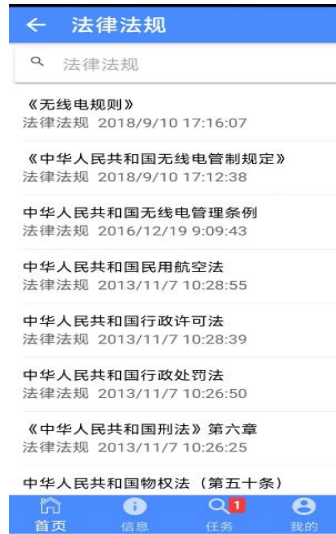 法律法规
法律法规
《无线电规则》
法律法规 2018/9/10 17:16:07
《中华人民共和国无线电管制规定》
法律法规 2018/9/10 17:12:38
中华人民共和国无线电管理条例
法律法规 2016/12/19 9:09:43
中华人民共和国民用航空法
法律法规 2013/11/7 10:28:55
中华人民共和国行政许可法
法律法规 2013/11/7 10:28:39
中华人民共和国行政处罚法
法律法规 2013/11/7 10:26:50
《中华人民共和国刑法》第六章
法律法规 2013/11/7 10:26:25
中华人民共和国物权法（第五十条）
1
首页 信息 任务 我的